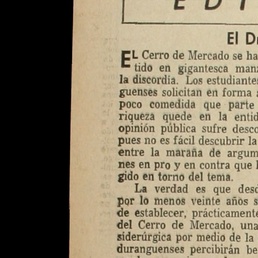 EDI
El D
EL Cerro de Mercado se ha
tido en gigantesca manz
la discordia. Los estudiante
guenses solicitan en forma s
poco comedida que parte
riqueza quede en la entid
opinión pública sufre desc
pues no es fácil descubrir la
entre la maraña de argum
nes en pro y en contra que h
gido en torno del tema.
La verdad es que desc
por lo menos veinte años s
de establecer, prácticamente
del Cerro de Mercado, una
siderúrgica por medio de la
duranguenses percibirán be